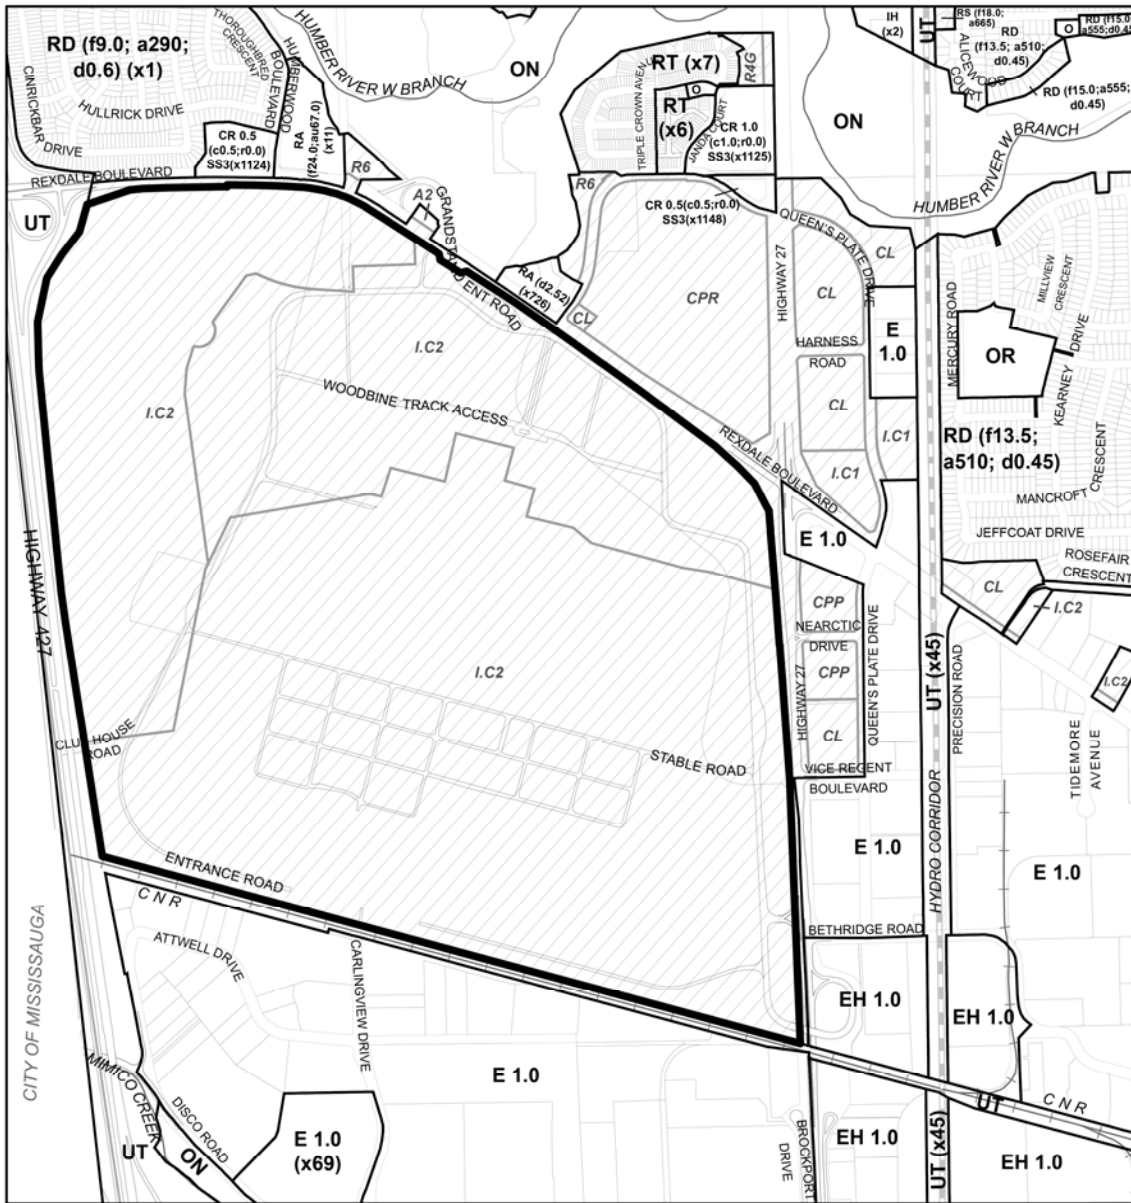 RD (f9.0; a290;
d0.6) (x1)
THOROUGHBRED
CRESCENT
HUMBERWOOD
BOULEVARD
CINRICKBAR DRIVE
HULLRICK DRIVE
REXDALE BOULEVARD
CR 0.5
(c0.5;r0.0)
SS3(x1124)
RA
(f24.0;au67.0)
(x11)
R6
A2
HUMBER RIVER W BRANCH
ON
RT (x7)
R4G
TRIPLE CROWN AVENUE
O
RT
(x6)
JANDA COURT
CR 1.0
(c1.0;r0.0)
SS3(x1125)
R6
CR 0.5(c0.5;r0.0)
SS3(x1148)
IH
(x2)
UT
RS (f18.0;
a665)
O
RD (f15.0;
a555;d0.45)
RD
(f13.5; a510;
d0.45)
ALICEWOOD
COURT
RD (f15.0;a555;
d0.45)
ON
HUMBER RIVER W BRANCH
UT
GRANDSTAND ENT ROAD
RA (d2.52)
(x726)
CL
CPR
HIGHWAY 27
QUEEN'S PLATE DRIVE
CL
CL
E
1.0
HARNESS
ROAD
CL
I.C1
I.C1
MERCURY ROAD
MILLVIEW
CRESCENT
OR
KEARNEY DRIVE
RD (f13.5;
a510; d0.45)
MANCROFT
CRESCENT
JEFFCOAT DRIVE
ROSEFAIR
CRESCENT
I.C2
I.C2
WOODBINE TRACK ACCESS
REXDALE BOULEVARD
E 1.0
HIGHWAY 427
CPP
NEARCTIC
DRIVE
CPP
CL
HIGHWAY 27
QUEEN'S PLATE DRIVE
VICE REGENT
BOULEVARD
UT (x45)
PRECISION ROAD
CL
I.C2
I.C2
TIDEMORE
AVENUE
I.C2
CLUB HOUSE
ROAD
STABLE ROAD
E 1.0
HYDRO CORRIDOR
E 1.0
ENTRANCE ROAD
CNR
BETHRIDGE ROAD
ATTWELL DRIVE
CARLINGVIEW DRIVE
EH 1.0
EH 1.0
CITY OF MISSISSAUGA
MIMICO CREEK
DISCO ROAD
E 1.0
UT
CNR
UT
ON
E 1.0
(x69)
BROCKPORT
DRIVE
EH 1.0
UT (x45)
EH 1.0